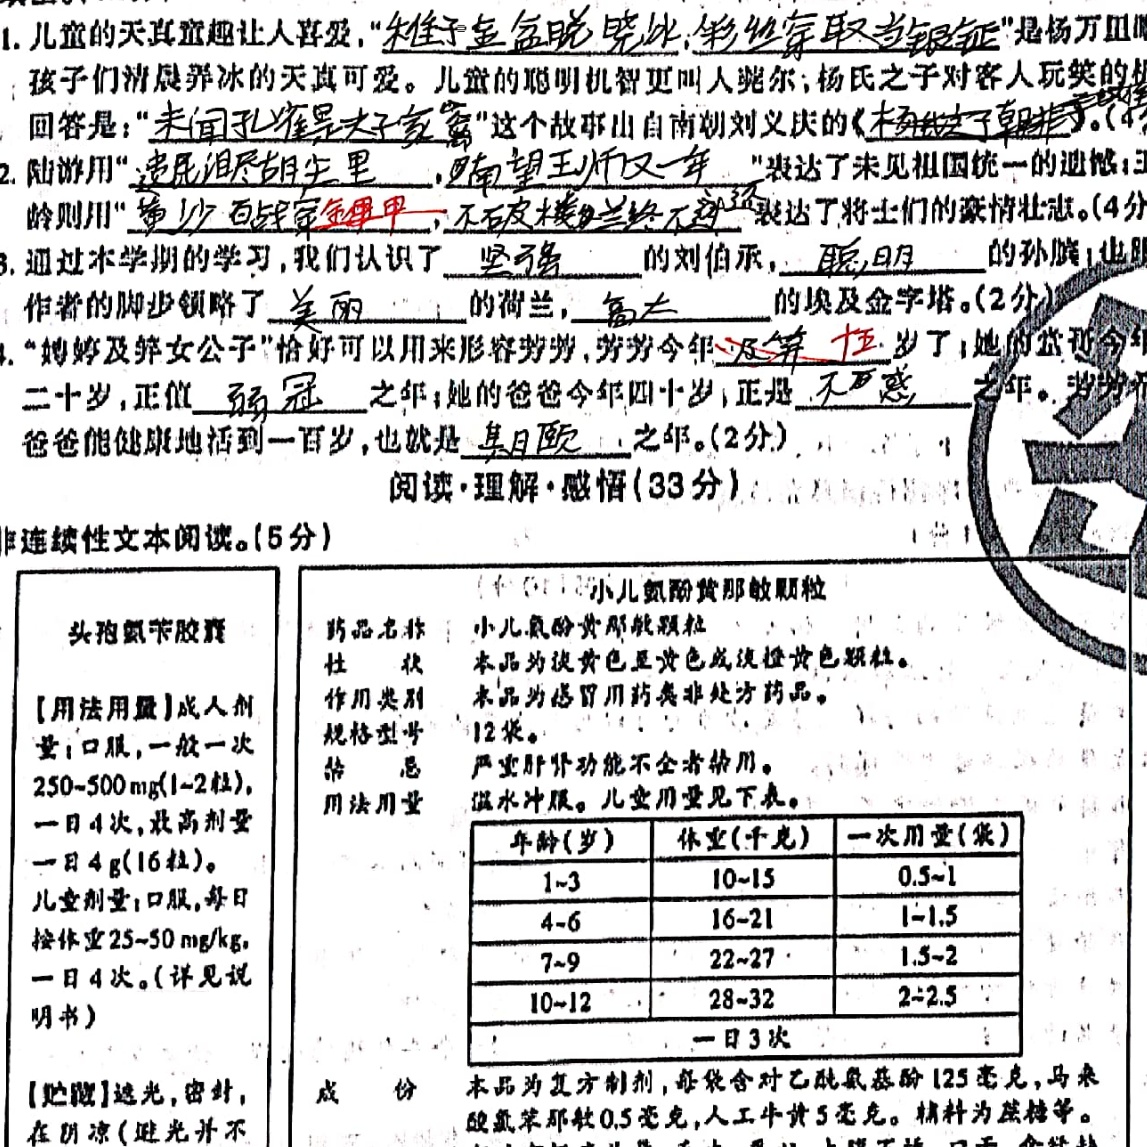 1. 儿童的天真童趣让人喜爱,“稚子金盆脱晓冰,彩丝穿取当银钲”是杨万里
孩子们清晨弄冰的天真可爱。儿童的聪明机智更叫人莞尔;杨氏之子对客人玩笑的
回答是:“未闻孔雀是夫子家禽”这个故事出自南朝刘义庆的《
2. 陆游用“遗民泪尽胡尘里,南望王师又一年”表达了未见祖国统一的遗憾;王
龄则用“黄沙百战穿金甲,不破楼兰终不还”表达了将士们的豪情壮志。(4分
3. 通过本学期的学习,我们认识了 坚强 的刘伯承, 聪明 的孙膑;也跟
作者的脚步领略了 美丽 的荷兰, 高大 的埃及金字塔。(2分)
“娉婷及笄女公子”恰好可以用来形容芳芳,芳芳今年 及笄 岁了;她的
二十岁,正值 弱冠 之年;她的爸爸今年四十岁,正是 不惑 之年。芳芳
爸爸能健康地活到一百岁,也就是 其月颐 之年。(2分)
阅读·理解·感悟(33分)
非连续性文本阅读。(5分)
头孢氨苄胶囊
【用法用量】成人剂
量:口服,一般一次
250~500 mg(1~2粒),
一日4次,最高剂量
一日4 g(16粒)。
儿童剂量:口服,每日
按体重25~50 mg/kg,
一日4次。(详见说
明书)
【贮藏】遮光,密封,
在阴凉(避光并不
小儿氨酚黄那敏颗粒
药品名称 小儿氨酚黄那敏颗粒
性 状 本品为淡黄色至黄色或淡橙黄色颗粒。
作用类别 本品为感冒用药类非处方药品。
规格型号 12袋。
禁 忌 严重肝肾功能不全者禁用。
用法用量 温水冲服。儿童用量见下表。
年龄(岁) 体重(千克) 一次用量(袋)
1~3 10~15 0.5~1
4~6 16~21 1~1.5
7~9 22~27 1.5~2
10~12 28~32 2~2.5
一日3次
成 份 本品为复方制剂,每袋含对乙酰氨基酚125毫克,马来
酸氯苯那敏0.5毫克,人工牛黄5毫克。辅料为蔗糖等。